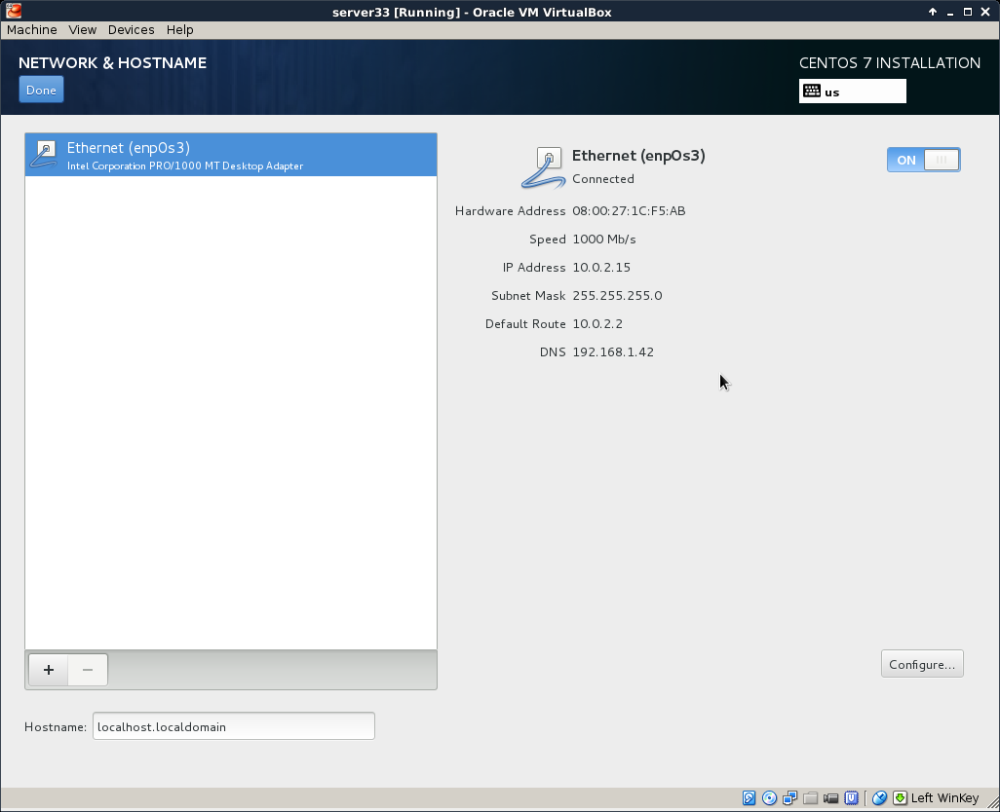 server33 [Running] - Oracle VM VirtualBox
Machine View Devices Help
NETWORK & HOSTNAME
CENTOS 7 INSTALLATION
Done
us
Ethernet (enp0s3)
Intel Corporation PRO/1000 MT Desktop Adapter
Ethernet (enp0s3)
Connected
ON
Hardware Address 08:00:27:1C:F5:AB
Speed 1000 Mb/s
IP Address 10.0.2.15
Subnet Mask 255.255.255.0
Default Route 10.0.2.2
DNS 192.168.1.42
+ −
Configure...
Hostname: localhost.localdomain
Left WinKey